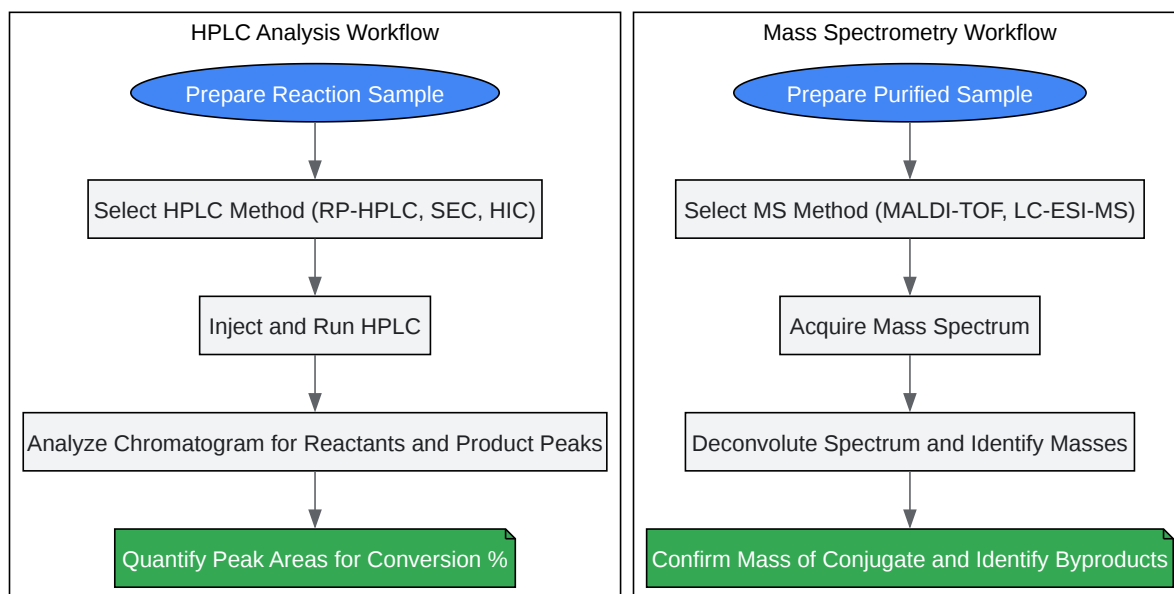 HPLC Analysis Workflow
Prepare Reaction Sample
Select HPLC Method (RP-HPLC, SEC, HIC)
Inject and Run HPLC
Analyze Chromatogram for Reactants and Product Peaks
Quantify Peak Areas for Conversion %
Mass Spectrometry Workflow
Prepare Purified Sample
Select MS Method (MALDI-TOF, LC-ESI-MS)
Acquire Mass Spectrum
Deconvolute Spectrum and Identify Masses
Confirm Mass of Conjugate and Identify Byproducts